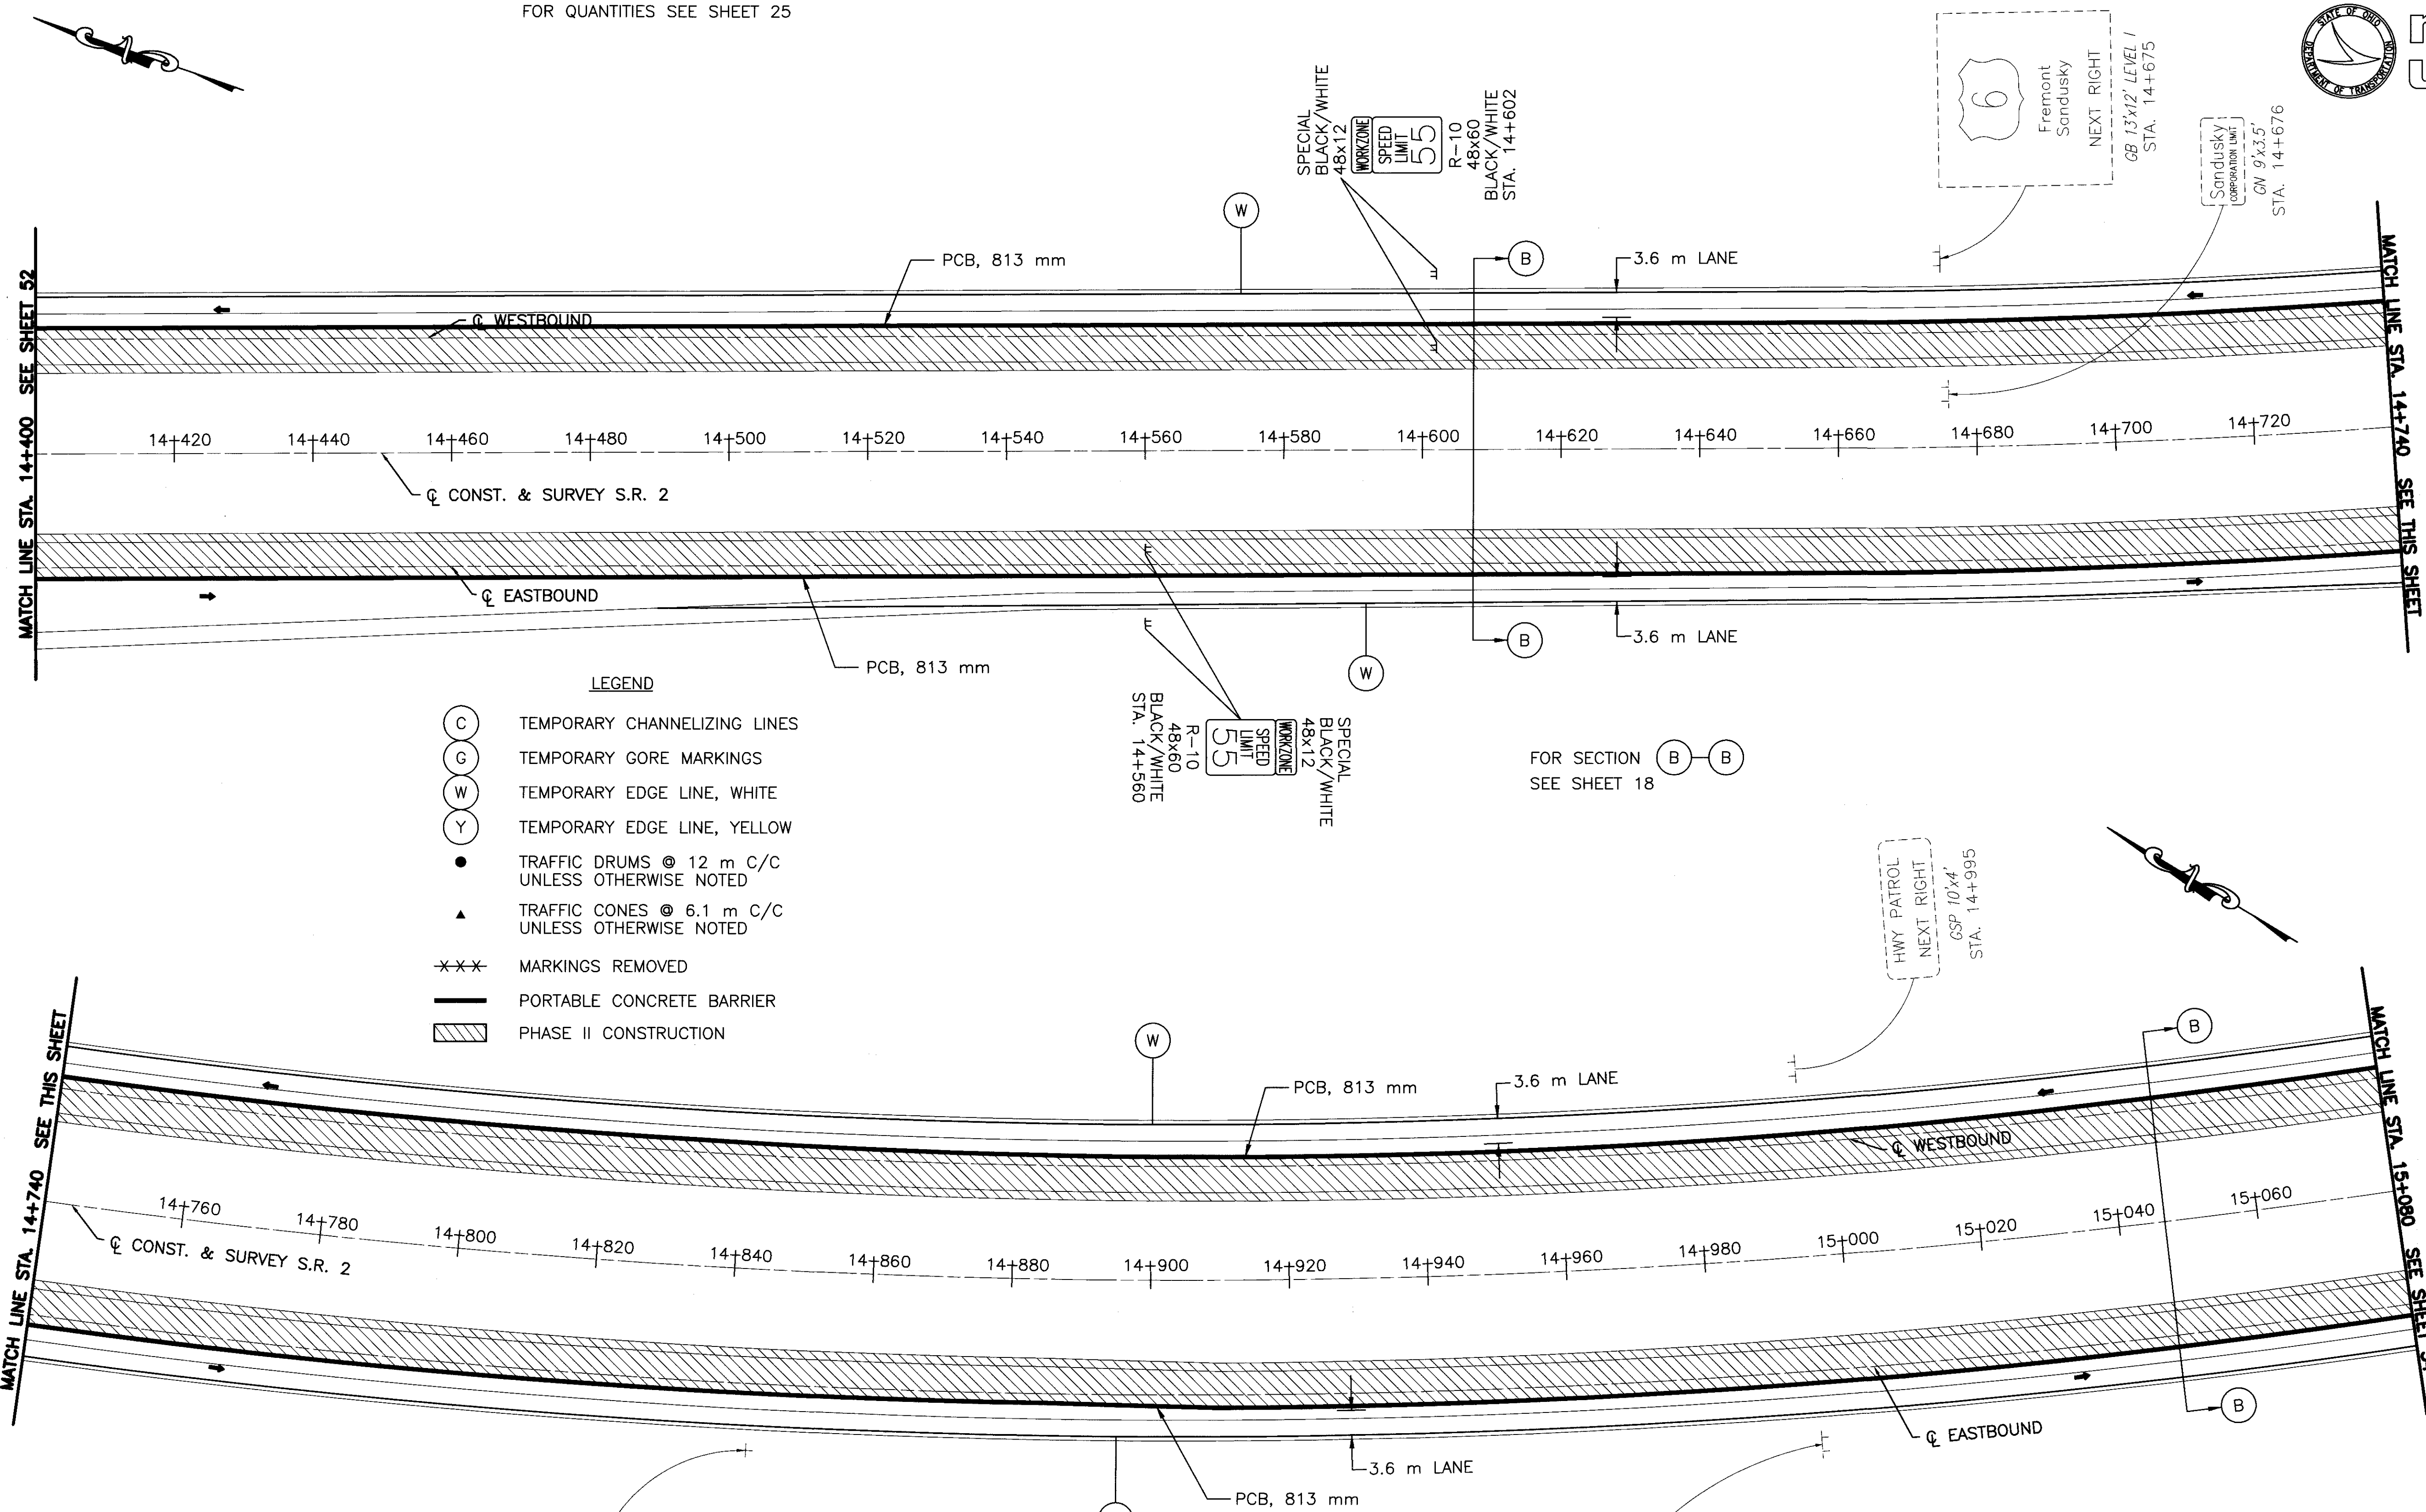 FOR QUANTITIES SEE SHEET 25
STATE OF OHIO
DEPARTMENT OF TRANSPORTATION
SPECIAL
BLACK/WHITE
48x12
WORKZONE
SPEED
LIMIT
55
R-10
48x60
BLACK/WHITE
STA. 14+602
6
Fremont
Sandusky
NEXT RIGHT
GB 13'x12' LEVEL I
STA. 14+675
Sandusky
CORPORATION LIMIT
GN 9'x3.5'
STA. 14+676
W
B
PCB, 813 mm
3.6 m LANE
℄ WESTBOUND
MATCH LINE STA. 14+400 SEE SHEET 52
MATCH LINE STA. 14+740 SEE THIS SHEET
14+420
14+440
14+460
14+480
14+500
14+520
14+540
14+560
14+580
14+600
14+620
14+640
14+660
14+680
14+700
14+720
℄ CONST. & SURVEY S.R. 2
℄ EASTBOUND
PCB, 813 mm
W
B
3.6 m LANE
SPECIAL
BLACK/WHITE
48x12
WORKZONE
SPEED
LIMIT
55
R-10
48x60
BLACK/WHITE
STA. 14+560
LEGEND
C TEMPORARY CHANNELIZING LINES
G TEMPORARY GORE MARKINGS
W TEMPORARY EDGE LINE, WHITE
Y TEMPORARY EDGE LINE, YELLOW
TRAFFIC DRUMS @ 12 m C/C
UNLESS OTHERWISE NOTED
TRAFFIC CONES @ 6.1 m C/C
UNLESS OTHERWISE NOTED
MARKINGS REMOVED
PORTABLE CONCRETE BARRIER
PHASE II CONSTRUCTION
FOR SECTION B B
SEE SHEET 18
HWY PATROL
NEXT RIGHT
GSP 10'x4'
STA. 14+995
W
B
PCB, 813 mm
3.6 m LANE
℄ WESTBOUND
MATCH LINE STA. 14+740 SEE THIS SHEET
MATCH LINE STA. 15+080 SEE SHEET
14+760
14+780
14+800
14+820
14+840
14+860
14+880
14+900
14+920
14+940
14+960
14+980
15+000
15+020
15+040
15+060
℄ CONST. & SURVEY S.R. 2
B
℄ EASTBOUND
3.6 m LANE
PCB, 813 mm